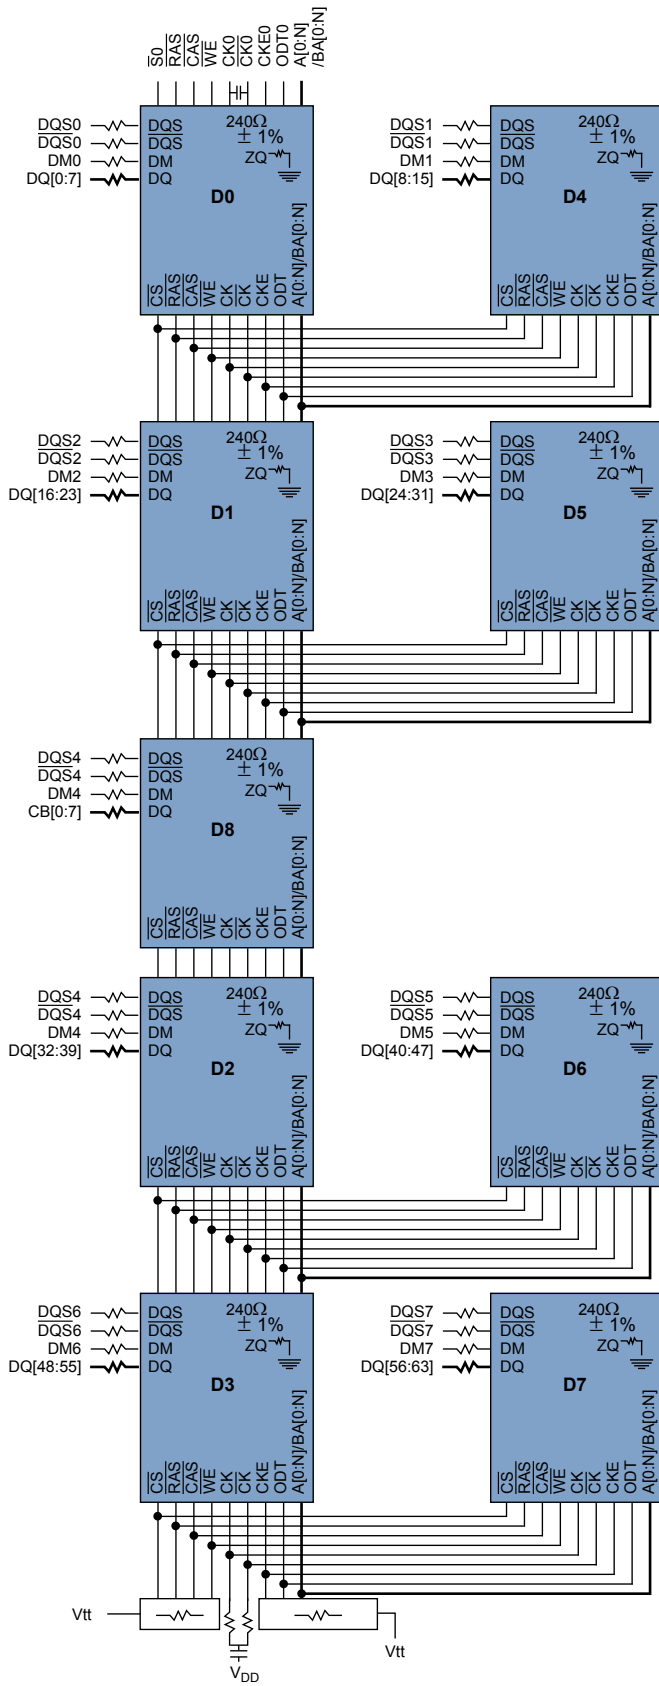 S0 RAS CAS WE CK0 CK0 CKE0 ODT0 A[0:N]
/BA[0:N]
DQS0
DQS0
DM0
DQ[0:7]
DQS
DQS
DM
DQ
240Ω
± 1%
ZQ
D0
CS RAS CAS WE CK CK CKE ODT A[0:N]/BA[0:N]
DQS1
DQS1
DM1
DQ[8:15]
DQS
DQS
DM
DQ
240Ω
± 1%
ZQ
D4
CS RAS CAS WE CK CK CKE ODT A[0:N]/BA[0:N]
DQS2
DQS2
DM2
DQ[16:23]
DQS
DQS
DM
DQ
240Ω
± 1%
ZQ
D1
CS RAS CAS WE CK CK CKE ODT A[0:N]/BA[0:N]
DQS3
DQS3
DM3
DQ[24:31]
DQS
DQS
DM
DQ
240Ω
± 1%
ZQ
D5
CS RAS CAS WE CK CK CKE ODT A[0:N]/BA[0:N]
DQS4
DQS4
DM4
CB[0:7]
DQS
DQS
DM
DQ
240Ω
± 1%
ZQ
D8
CS RAS CAS WE CK CK CKE ODT A[0:N]/BA[0:N]
DQS4
DQS4
DM4
DQ[32:39]
DQS
DQS
DM
DQ
240Ω
± 1%
ZQ
D2
CS RAS CAS WE CK CK CKE ODT A[0:N]/BA[0:N]
DQS5
DQS5
DM5
DQ[40:47]
DQS
DQS
DM
DQ
240Ω
± 1%
ZQ
D6
CS RAS CAS WE CK CK CKE ODT A[0:N]/BA[0:N]
DQS6
DQS6
DM6
DQ[48:55]
DQS
DQS
DM
DQ
240Ω
± 1%
ZQ
D3
CS RAS CAS WE CK CK CKE ODT A[0:N]/BA[0:N]
DQS7
DQS7
DM7
DQ[56:63]
DQS
DQS
DM
DQ
240Ω
± 1%
ZQ
D7
CS RAS CAS WE CK CK CKE ODT A[0:N]/BA[0:N]
Vtt
Vtt
VDD